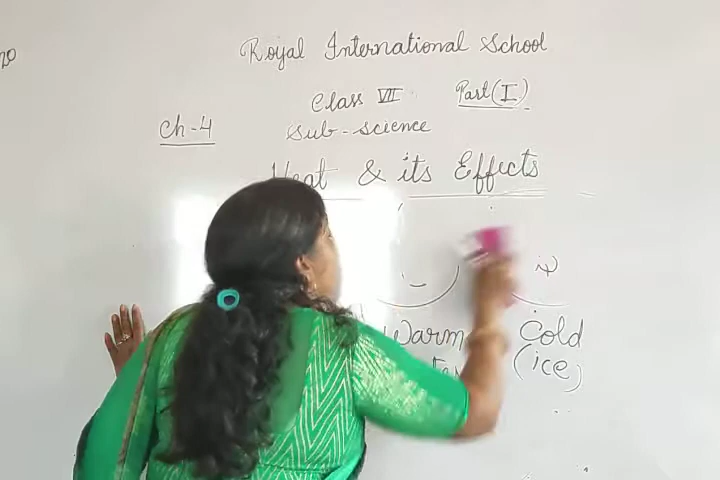 Royal International School
Class VII Part (I)
Ch-4 Sub-science
Heat & its Effects
Warm Cold
(ice)